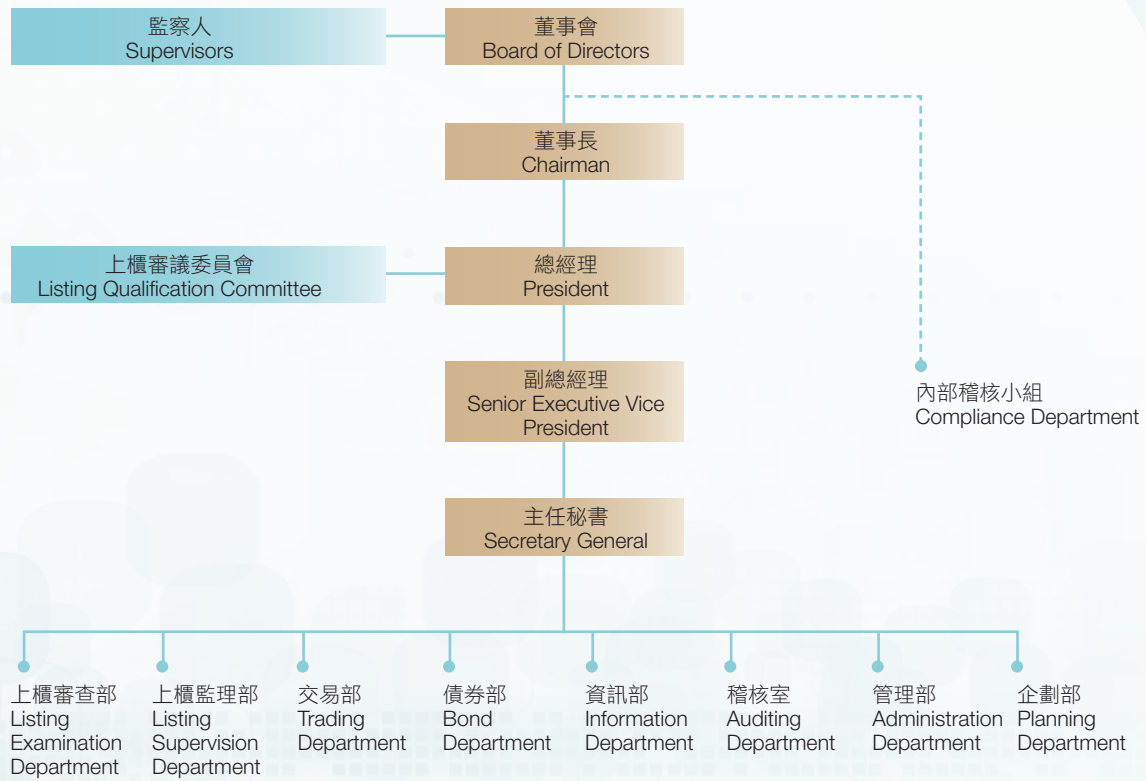 監察人
Supervisors
董事會
Board of Directors
董事長
Chairman
上櫃審議委員會
Listing Qualification Committee
總經理
President
副總經理
Senior Executive Vice
President
內部稽核小組
Compliance Department
主任秘書
Secretary General
上櫃審查部
Listing
Examination
Department
上櫃監理部
Listing
Supervision
Department
交易部
Trading
Department
債券部
Bond
Department
資訊部
Information
Department
稽核室
Auditing
Department
管理部
Administration
Department
企劃部
Planning
Department